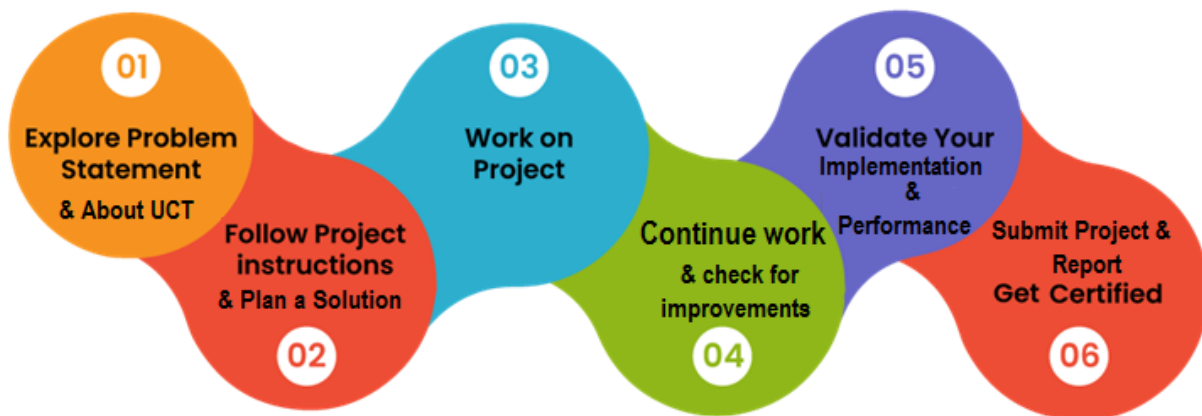 01
Explore Problem
Statement
& About UCT
Follow Project
instructions
& Plan a Solution
02
03
Work on
Project
Continue work
& check for
improvements
04
05
Validate Your
Implementation
&
Performance
Submit Project &
Report
Get Certified
06